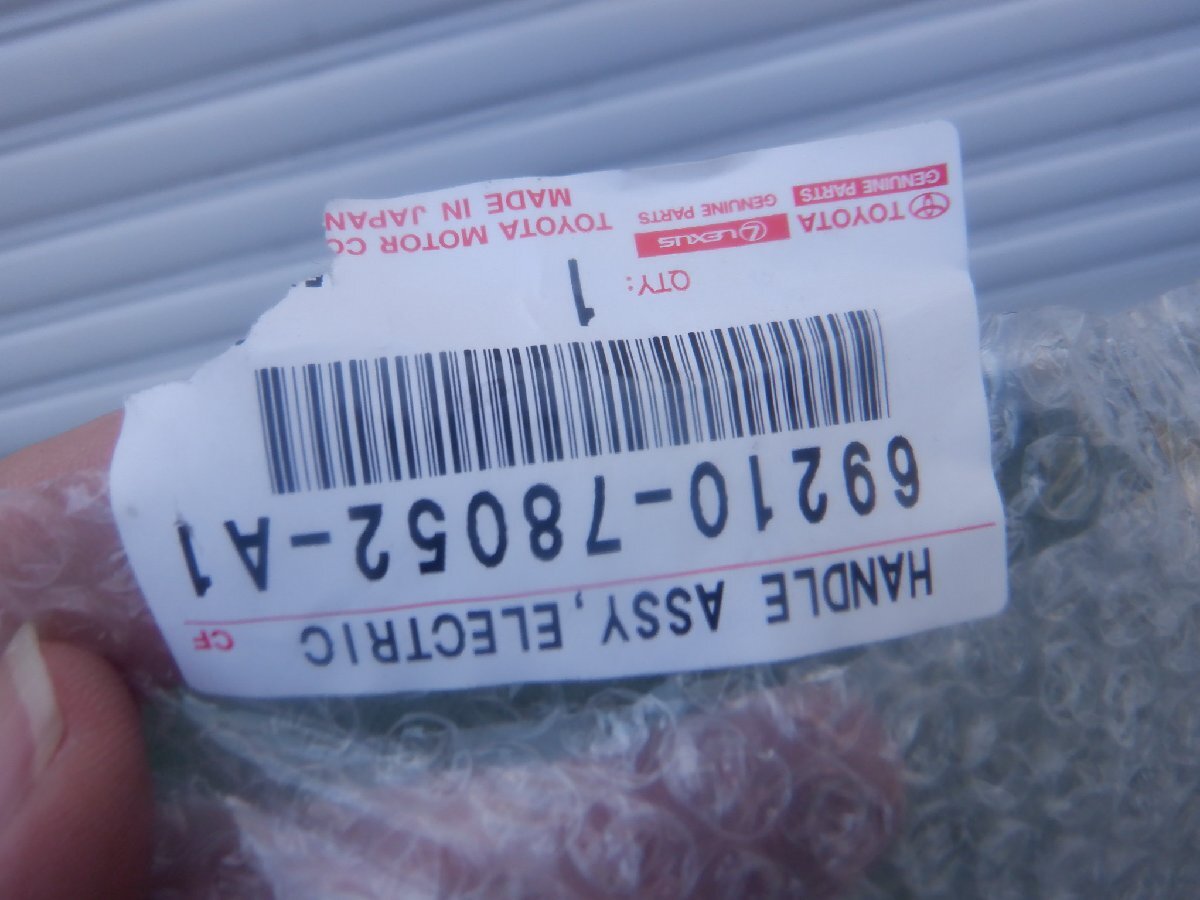 HANDLE ASSY, ELECTRIC
CF
69210-78052-A1
QTY: 1
TOYOTA
GENUINE PARTS
LEXUS
GENUINE PARTS
TOYOTA MOTOR CO
MADE IN JAPAN